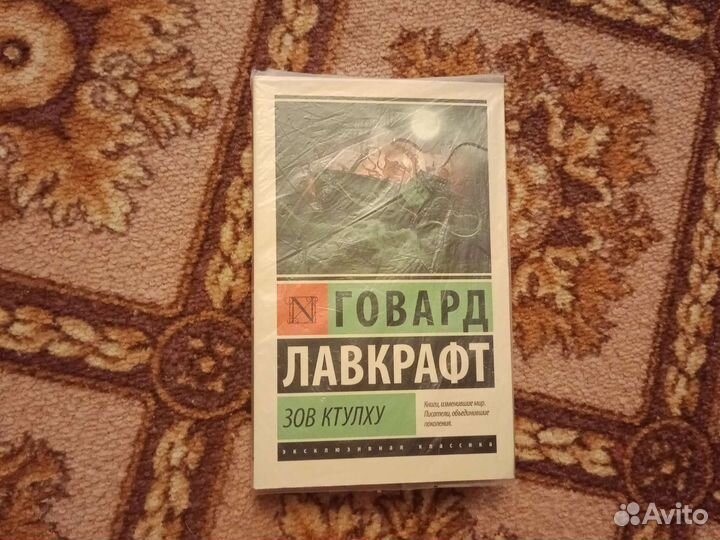 N
ГОВАРД
ЛАВКРАФТ
ЗОВ КТУЛХУ
Книги, изменившие мир.
Писатели, объединившие
поколения.
эксклюзивная классика
Avito